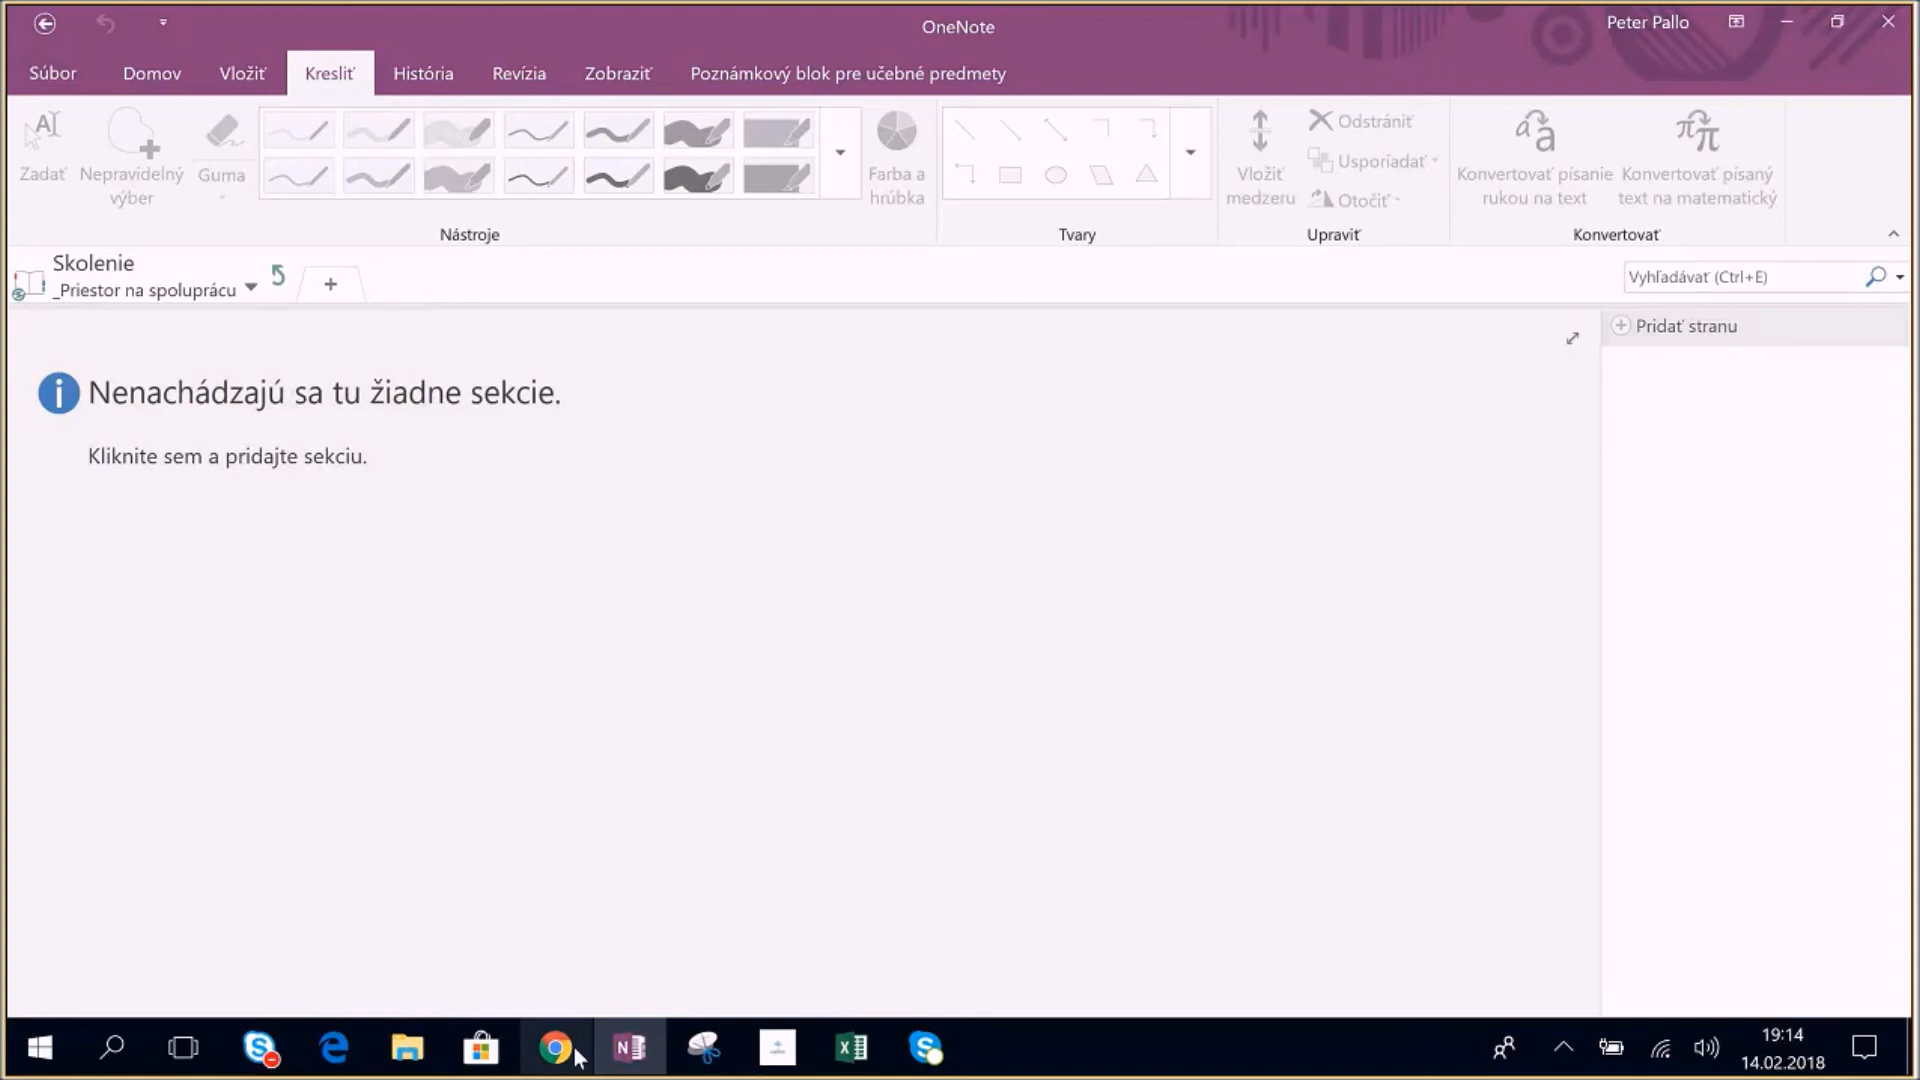 OneNote
Peter Pallo
Súbor
Domov
Vložiť
Kresliť
História
Revízia
Zobraziť
Poznámkový blok pre učebné predmety
Zadať
Nepravidelný
výber
Guma
Farba a
hrúbka
Nástroje
Tvary
Vložiť
medzeru
Odstrániť
Usporiadať
Otočiť
Upraviť
Konvertovať písanie
rukou na text
Konvertovať písaný
text na matematický
Konvertovať
Skolenie
_Priestor na spoluprácu
+
Vyhľadávať (Ctrl+E)
Pridať stranu
Nenachádzajú sa tu žiadne sekcie.
Kliknite sem a pridajte sekciu.
19:14
14.02.2018